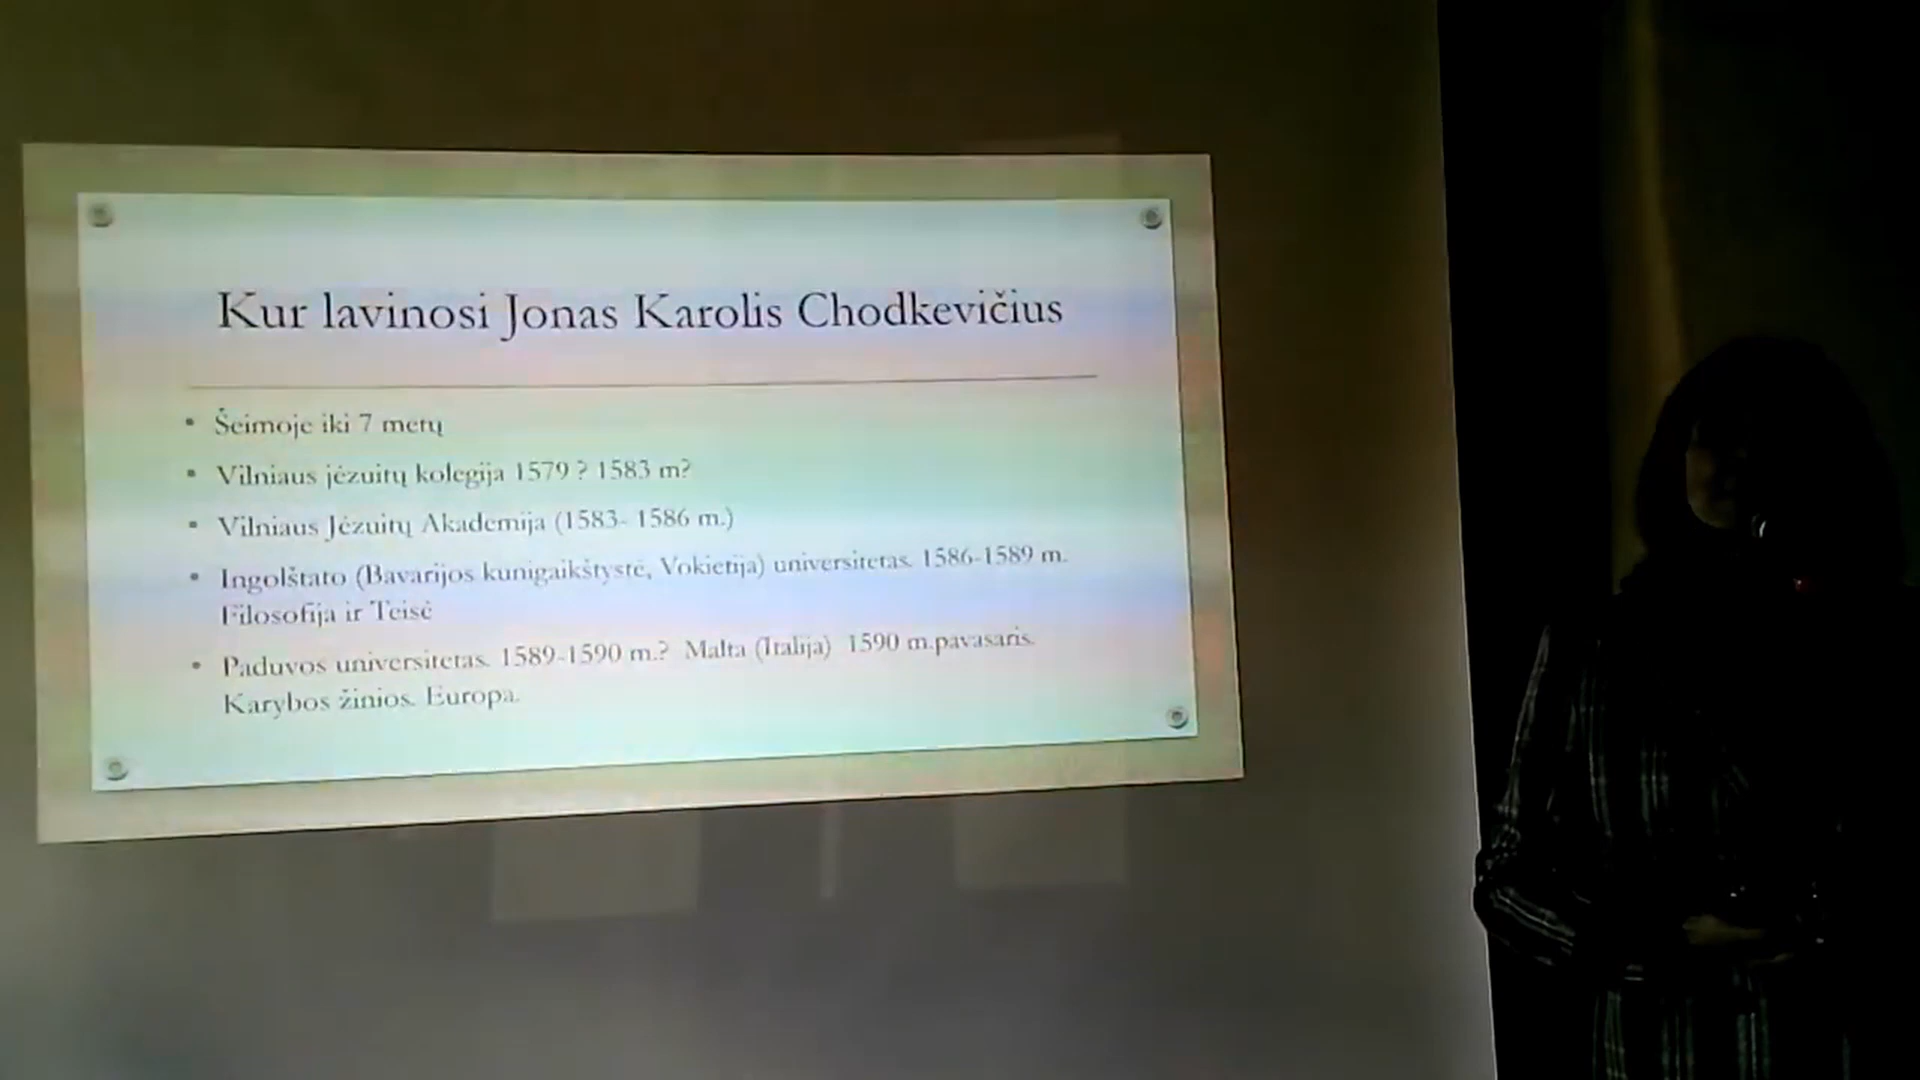 Kur lavinosi Jonas Karolis Chodkevičius
• Šeimoje iki 7 metų
• Vilniaus jėzuitų kolegija 1579 ? 1583 m?
• Vilniaus Jėzuitų Akademija (1583- 1586 m.)
• Ingolštato (Bavarijos kunigaikštystė, Vokietija) universitetas. 1586-1589 m.
Filosofija ir Teisė
• Paduvos universitetas. 1589-1590 m.? Malta (Italija) 1590 m.pavasaris.
Karybos žinios. Europa.